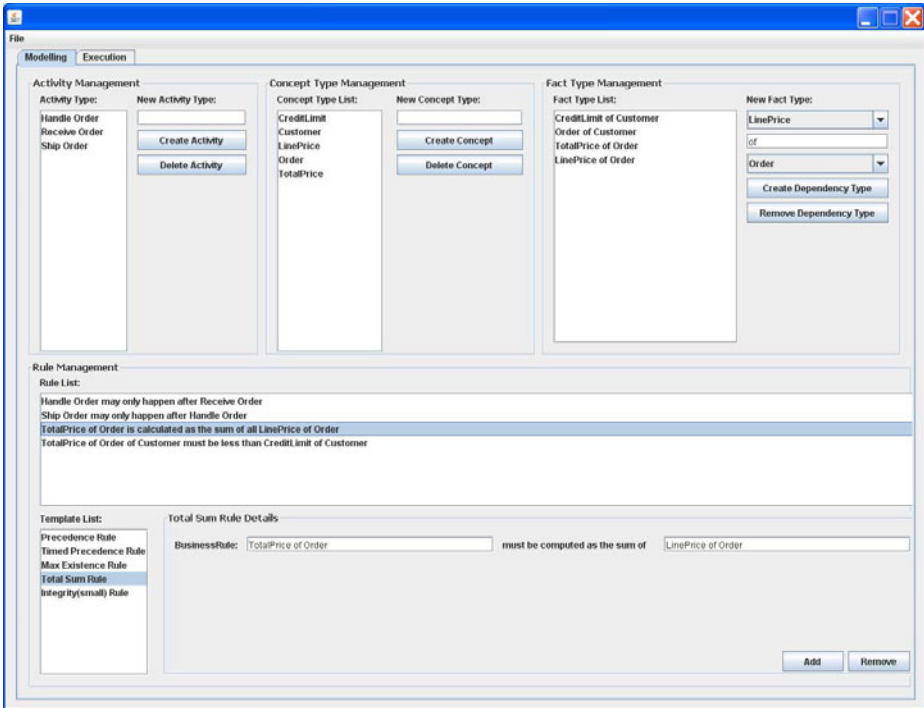 File
Modelling Execution
Activity Management
Activity Type: New Activity Type:
Handle Order
Receive Order
Ship Order
Create Activity
Delete Activity
Concept Type Management
Concept Type List: New Concept Type:
CreditLimit
Customer
LinePrice
Order
TotalPrice
Create Concept
Delete Concept
Fact Type Management
Fact Type List: New Fact Type:
CreditLimit of Customer
Order of Customer
TotalPrice of Order
LinePrice of Order
LinePrice
of
Order
Create Dependency Type
Remove Dependency Type
Rule Management
Rule List:
Handle Order may only happen after Receive Order
Ship Order may only happen after Handle Order
TotalPrice of Order is calculated as the sum of all LinePrice of Order
TotalPrice of Order of Customer must be less than CreditLimit of Customer
Template List:
Precedence Rule
Timed Precedence Rule
Max Existence Rule
Total Sum Rule
Integrity(small) Rule
Total Sum Rule Details
BusinessRule: TotalPrice of Order must be computed as the sum of LinePrice of Order
Add Remove